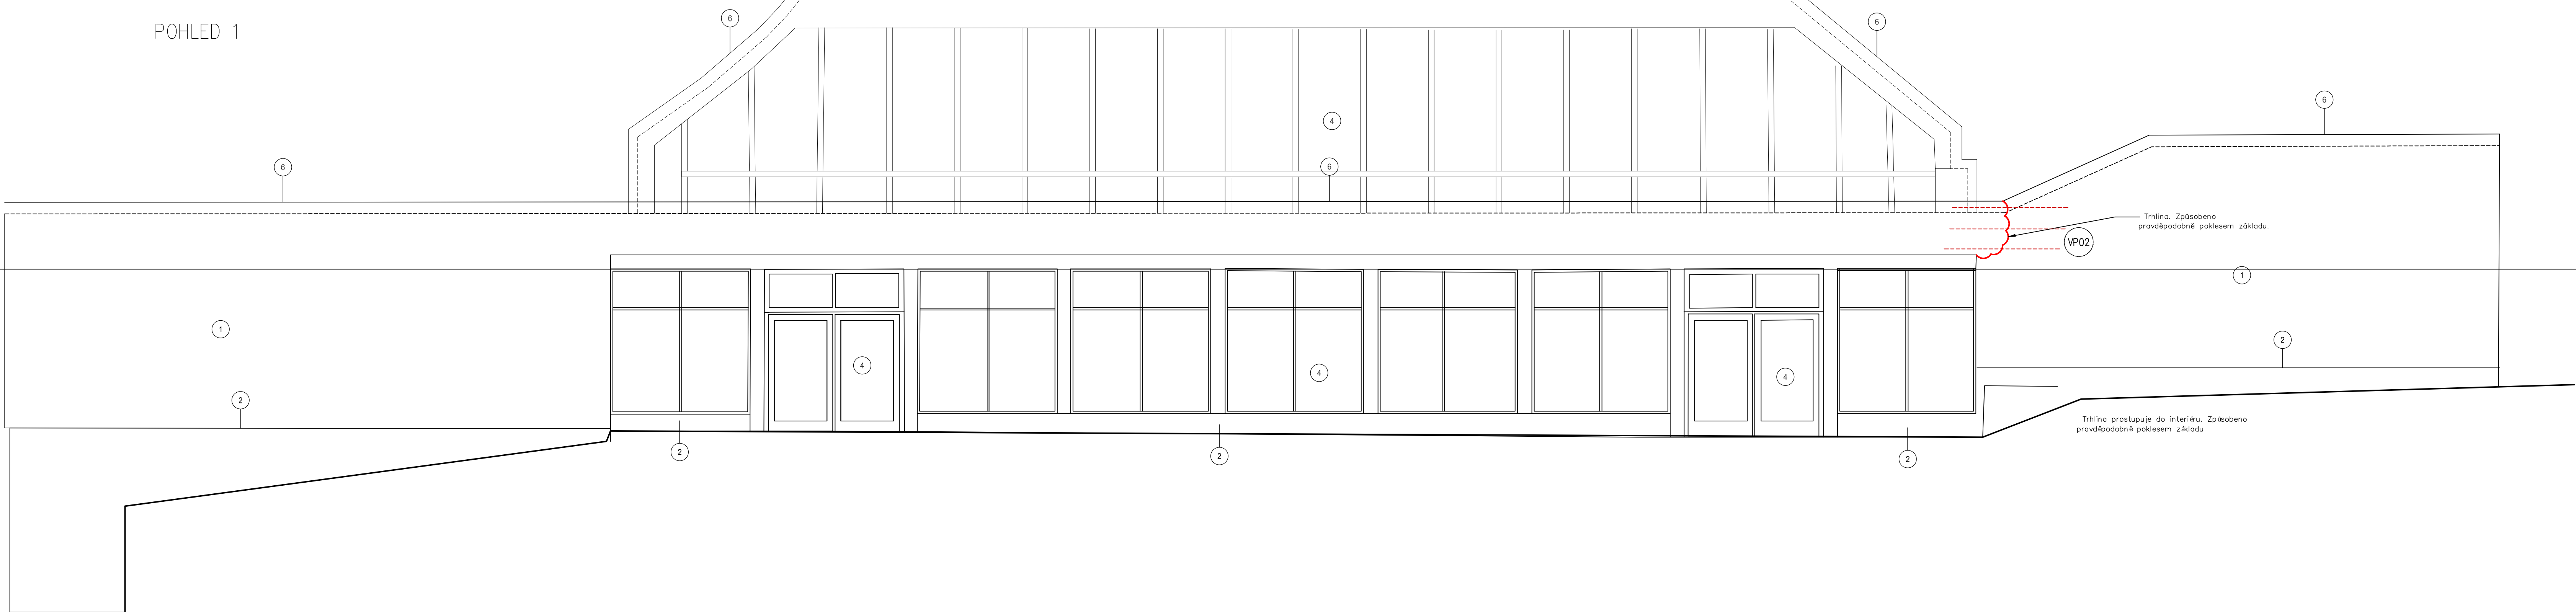 POHLED 1
6
6
4
6
6
6
Trhlina. Způsobeno
pravděpodobně poklesem základu.
VP02
1
1
4
4
4
2
2
Trhlina prostupuje do interiéru. Způsobeno
pravděpodobně poklesem základu
2
2
2